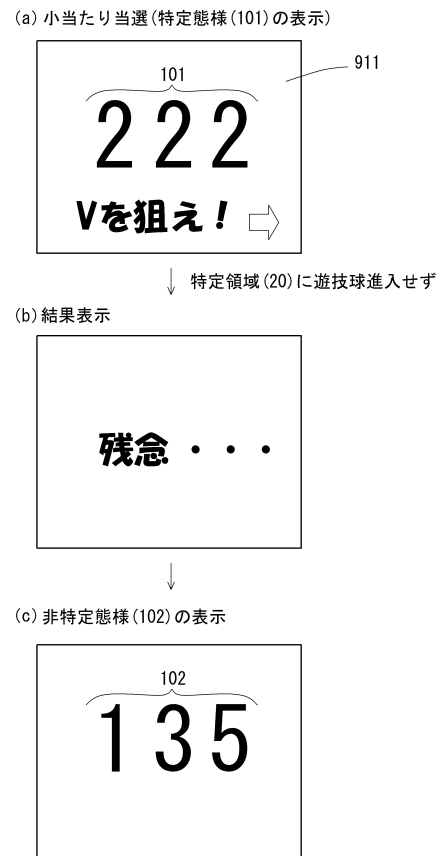 (a)小当たり当選(特定態様(101)の表示)
101
911
222
Vを狙え!
特定領域(20)に遊技球進入せず
(b)結果表示
残念・・・
(c)非特定態様(102)の表示
102
135